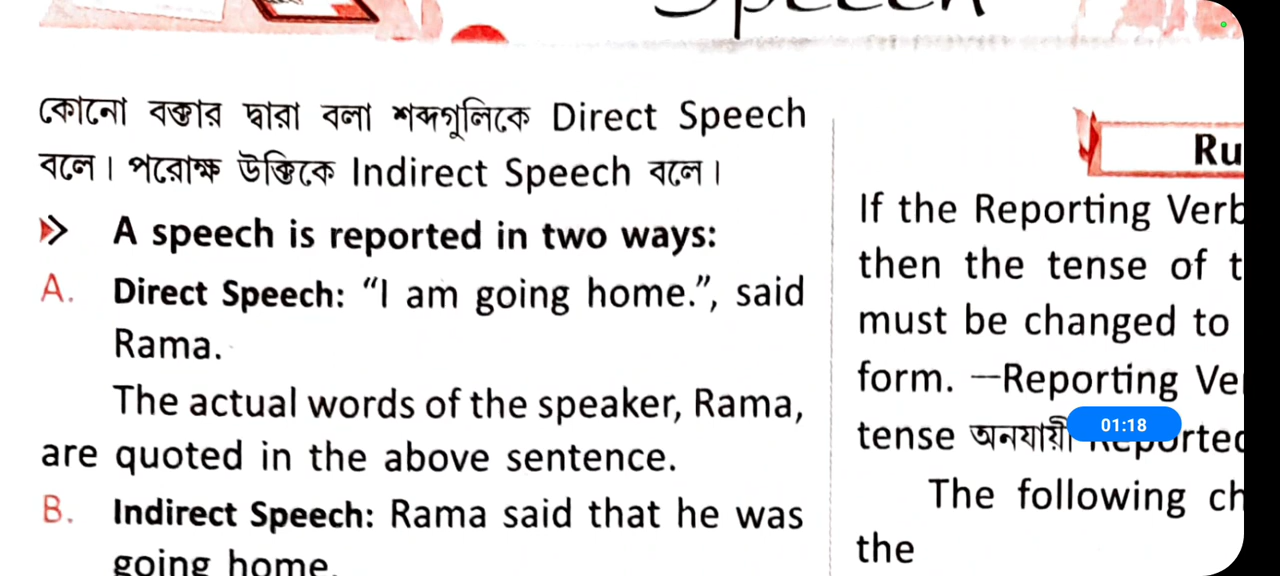 Speech
কোনো বক্তার দ্বারা বলা শব্দগুলিকে Direct Speech
বলে। পরোক্ষ উক্তিকে Indirect Speech বলে।
A speech is reported in two ways:
A. Direct Speech: “I am going home.”, said
Rama.
The actual words of the speaker, Rama,
are quoted in the above sentence.
B. Indirect Speech: Rama said that he was
going home.
Ru
If the Reporting Verb
then the tense of t
must be changed to
form. —Reporting Ve
tense অনযায়ী Reported
01:18
The following ch
the